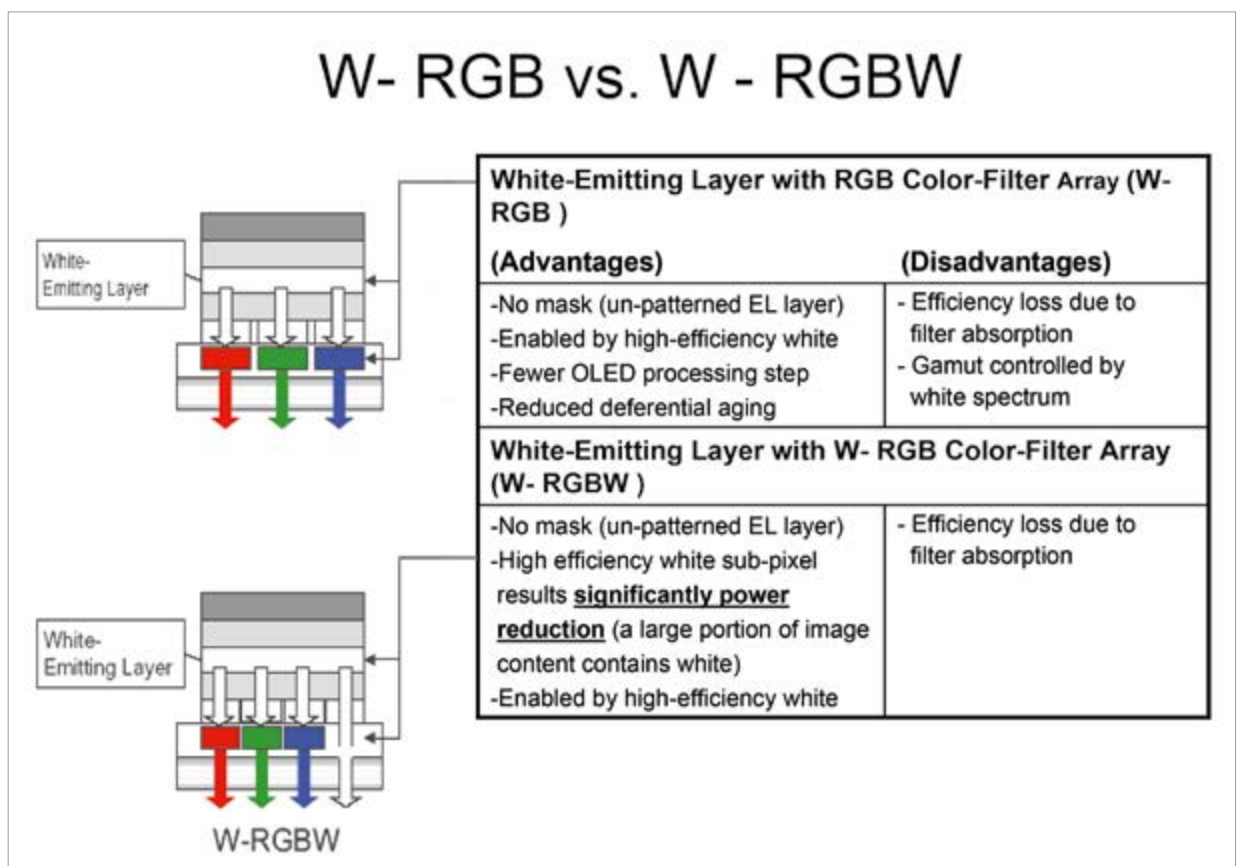 W- RGB vs. W - RGBW
White-
Emitting Layer
White-Emitting Layer with RGB Color-Filter Array (W-
RGB )
(Advantages)
(Disadvantages)
-No mask (un-patterned EL layer)
-Enabled by high-efficiency white
-Fewer OLED processing step
-Reduced deferential aging
- Efficiency loss due to
filter absorption
- Gamut controlled by
white spectrum
White-Emitting Layer with W- RGB Color-Filter Array
(W- RGBW )
-No mask (un-patterned EL layer)
-High efficiency white sub-pixel
results significantly power
reduction (a large portion of image
content contains white)
-Enabled by high-efficiency white
- Efficiency loss due to
filter absorption
White-
Emitting Layer
W-RGBW